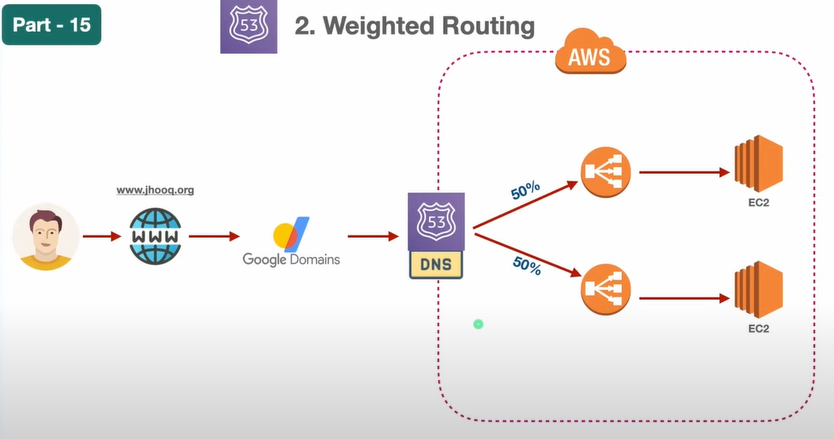 Part - 15
53
2. Weighted Routing
AWS
www.jhooq.org
WWW
Google Domains
53
DNS
50%
50%
EC2
EC2